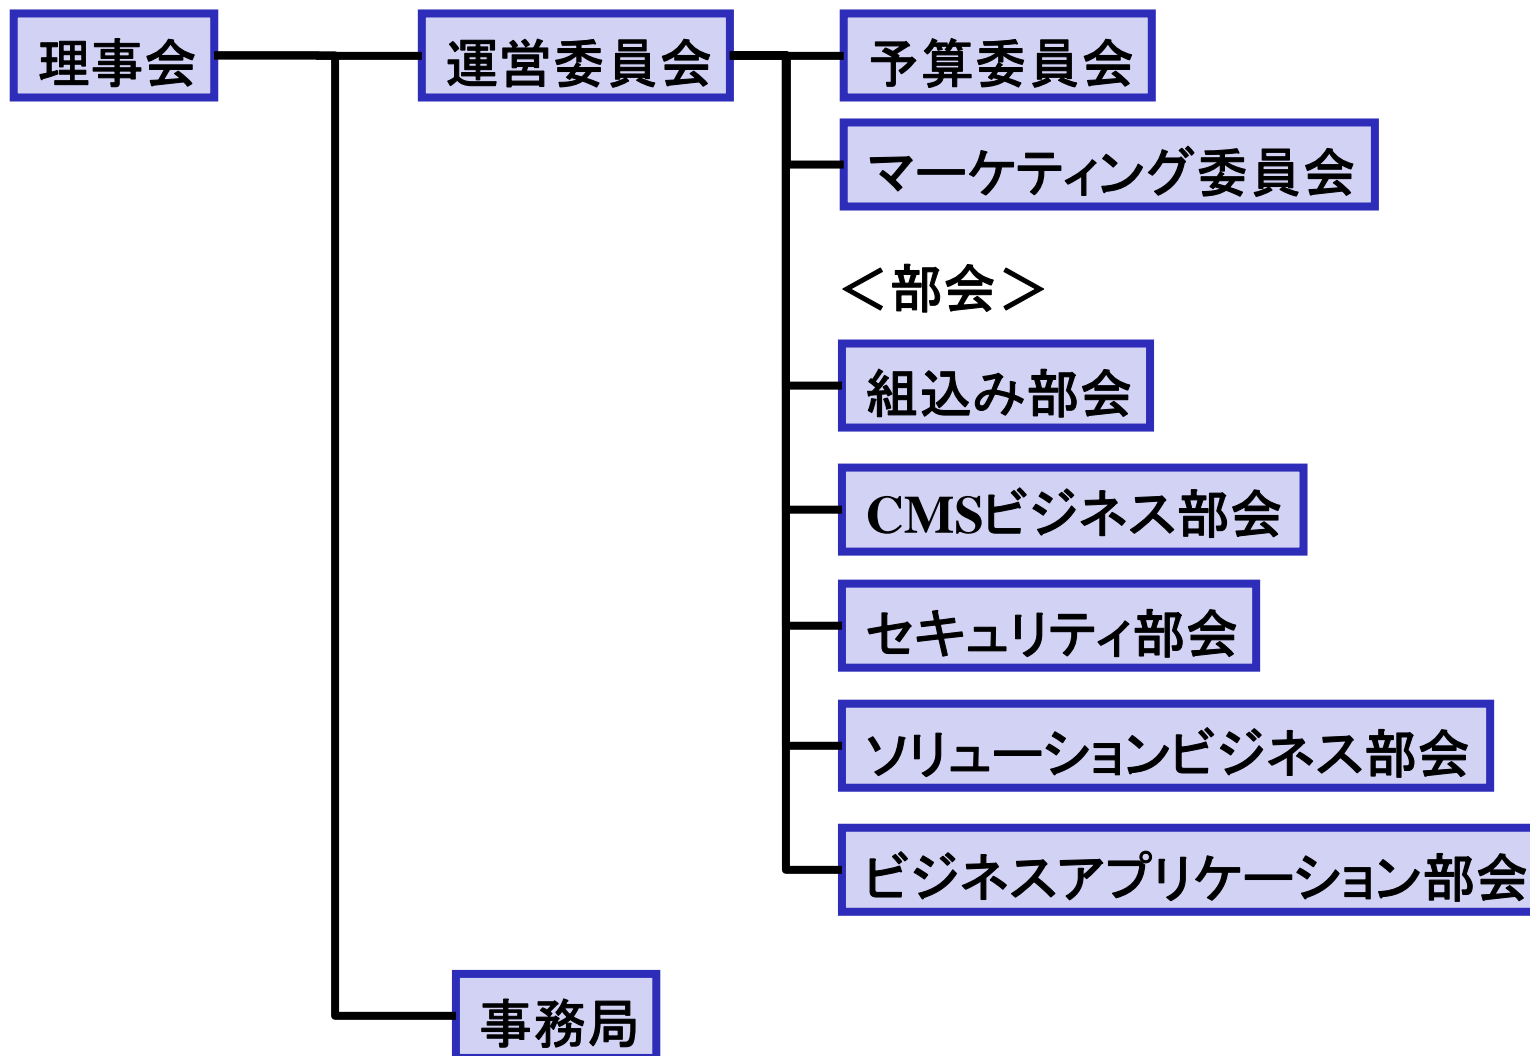 理事会
運営委員会
予算委員会
マーケティング委員会
＜部会＞
組込み部会
CMSビジネス部会
セキュリティ部会
ソリューションビジネス部会
ビジネスアプリケーション部会
事務局